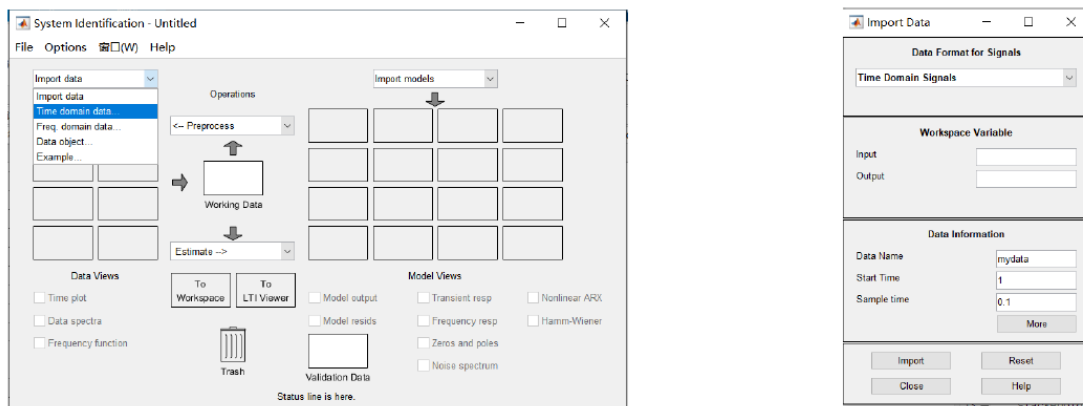 System Identification - Untitled
File Options 窗口(W) Help
Import data
Import data
Time domain data...
Freq. domain data...
Data object...
Example...
Operations
<-- Preprocess
Working Data
Estimate -->
Import models
Data Views
Time plot
Data spectra
Frequency function
To Workspace
To LTI Viewer
Trash
Model Views
Model output
Model resids
Transient resp
Frequency resp
Zeros and poles
Noise spectrum
Nonlinear ARX
Hamm-Wiener
Validation Data
Status line is here.
Import Data
Data Format for Signals
Time Domain Signals
Workspace Variable
Input
Output
Data Information
Data Name mydata
Start Time 1
Sample time 0.1
More
Import Reset
Close Help